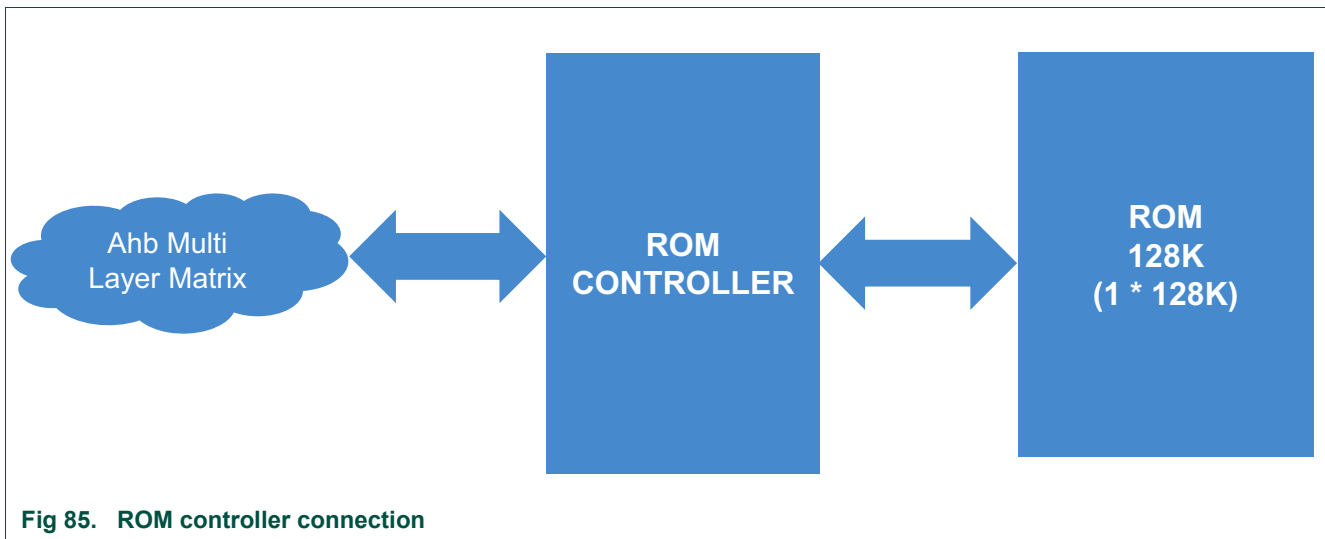 Ahb Multi
Layer Matrix
ROM
CONTROLLER
ROM
128K
(1 * 128K)
Fig 85. ROM controller connection